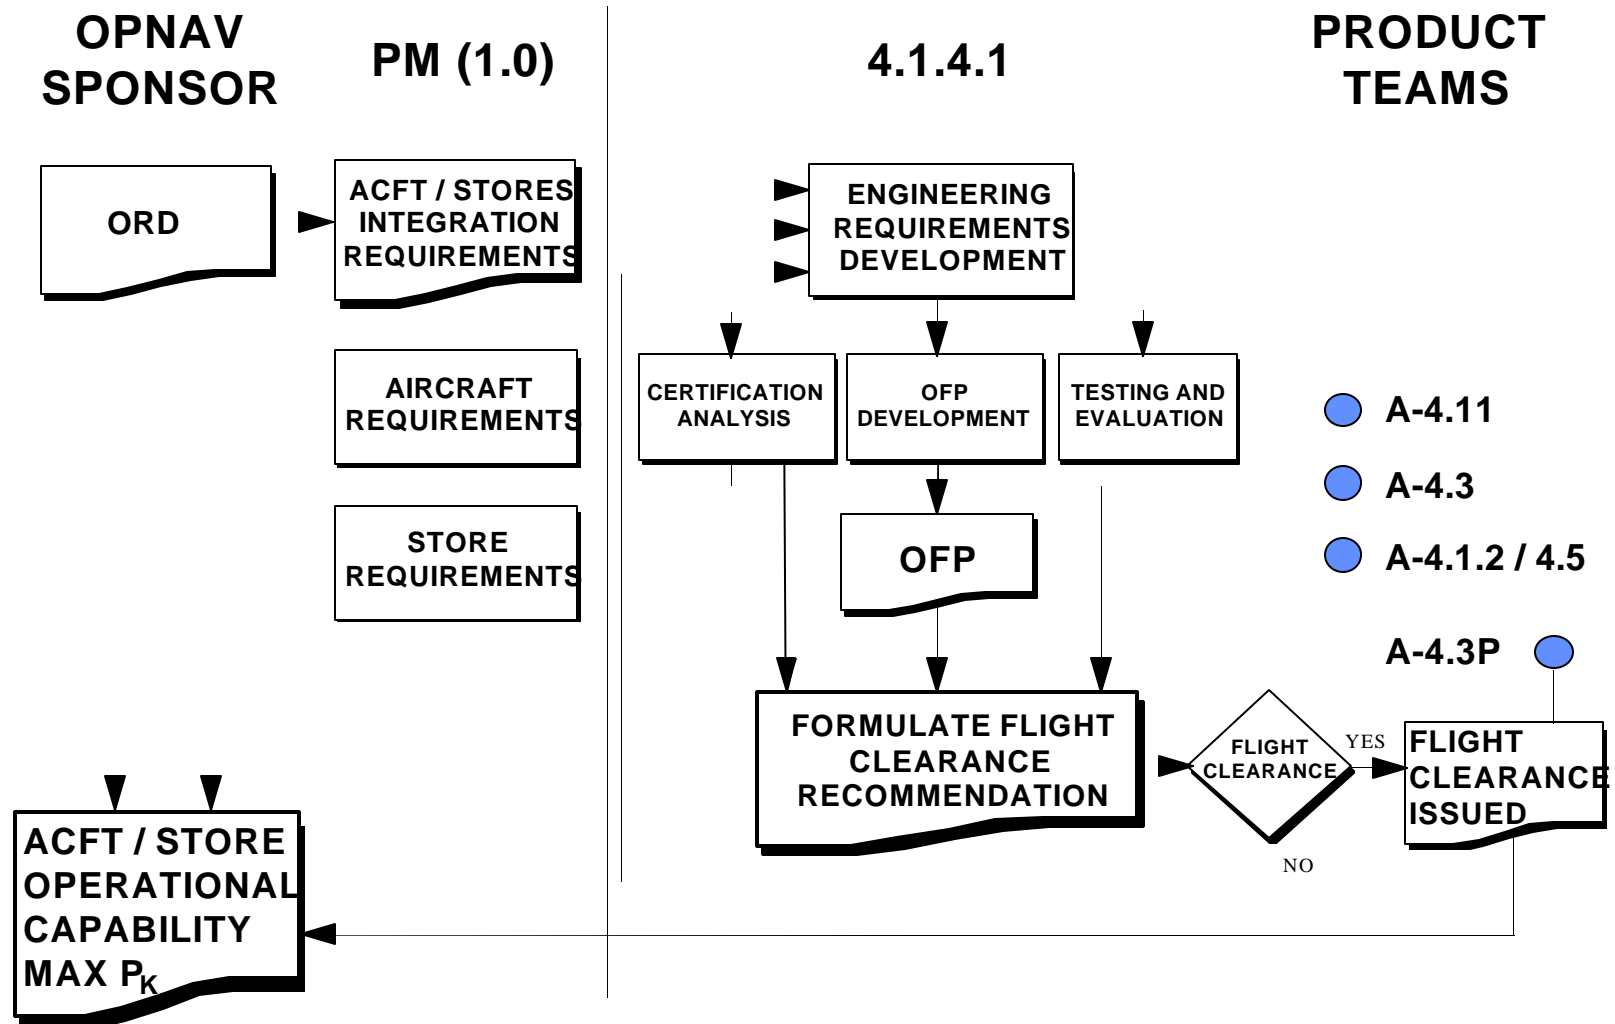 OPNAV
SPONSOR
PM (1.0)
4.1.4.1
PRODUCT
TEAMS
ORD
ACFT / STORES
INTEGRATION
REQUIREMENTS
ENGINEERING
REQUIREMENTS
DEVELOPMENT
AIRCRAFT
REQUIREMENTS
CERTIFICATION
ANALYSIS
OFP
DEVELOPMENT
TESTING AND
EVALUATION
A-4.11
A-4.3
STORE
REQUIREMENTS
OFP
A-4.1.2 / 4.5
A-4.3P
FORMULATE FLIGHT
CLEARANCE
RECOMMENDATION
FLIGHT
CLEARANCE
YES
NO
FLIGHT
CLEARANCE
ISSUED
ACFT / STORE
OPERATIONAL
CAPABILITY
MAX PK